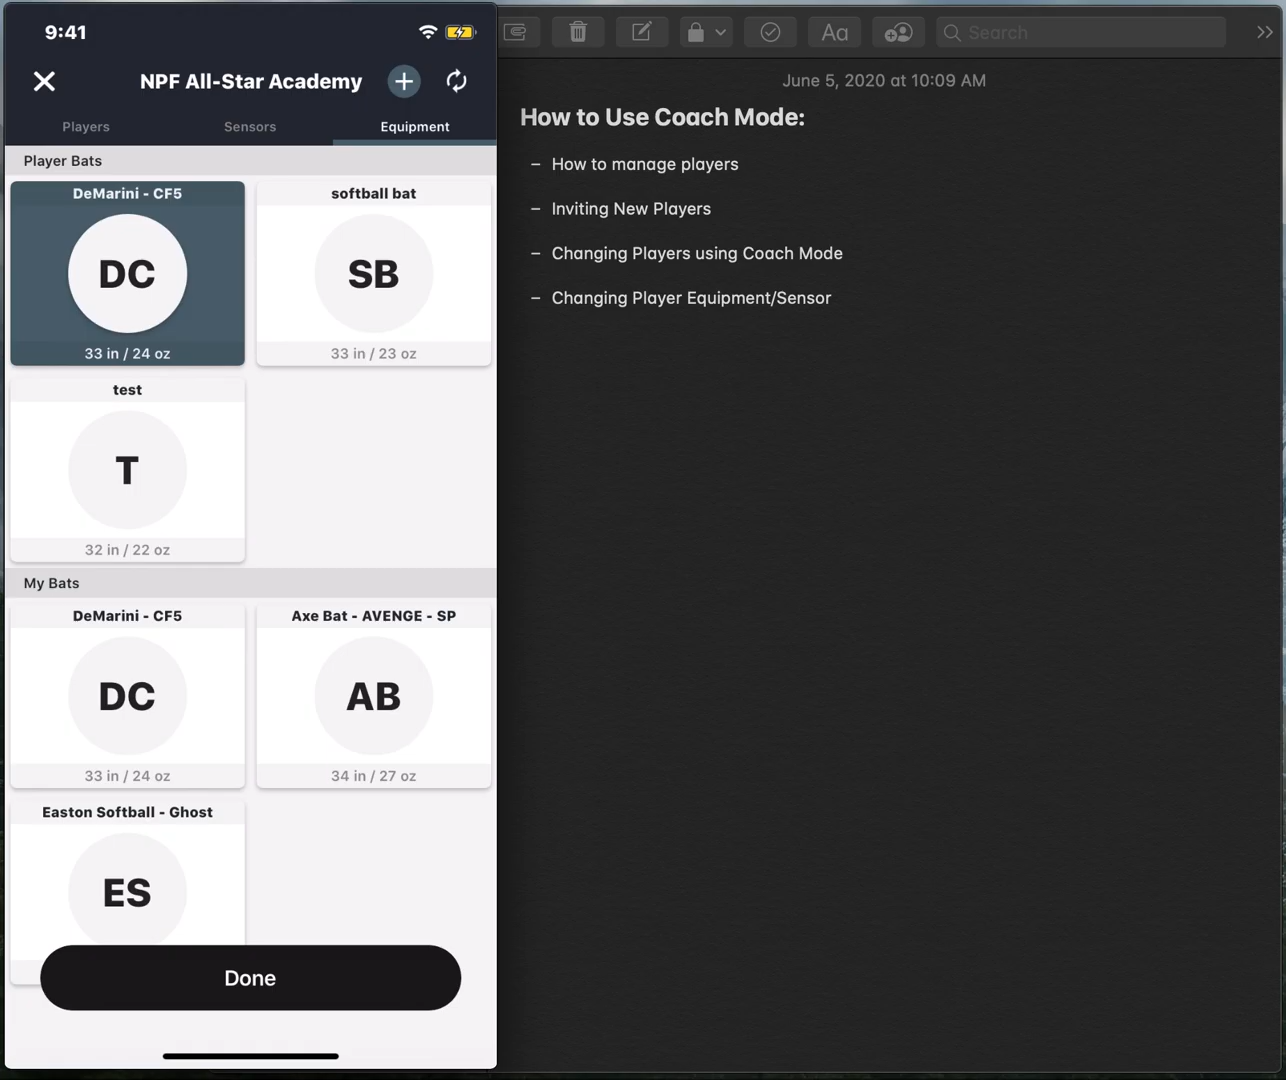 9:41
NPF All-Star Academy
Players Sensors Equipment
Player Bats
DeMarini - CF5
DC
33 in / 24 oz
softball bat
SB
33 in / 23 oz
test
T
32 in / 22 oz
My Bats
DeMarini - CF5
DC
33 in / 24 oz
Axe Bat - AVENGE - SP
AB
34 in / 27 oz
Easton Softball - Ghost
ES
Done
Aa
Search
June 5, 2020 at 10:09 AM
How to Use Coach Mode:
– How to manage players
– Inviting New Players
– Changing Players using Coach Mode
– Changing Player Equipment/Sensor